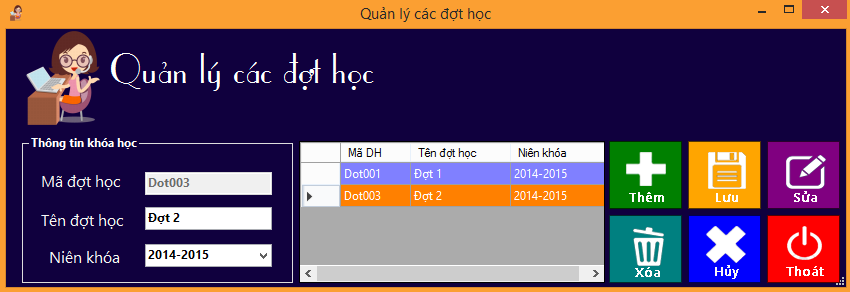 Quản lý các đợt học
Quản lý các đợt học
Thông tin khóa học
Mã đợt học
Dot003
Tên đợt học
Đợt 2
Niên khóa
2014-2015
Mã DH Tên đợt học Niên khóa
Dot001 Đợt 1 2014-2015
Dot003 Đợt 2 2014-2015
Thêm
Lưu
Sửa
Xóa
Hủy
Thoát